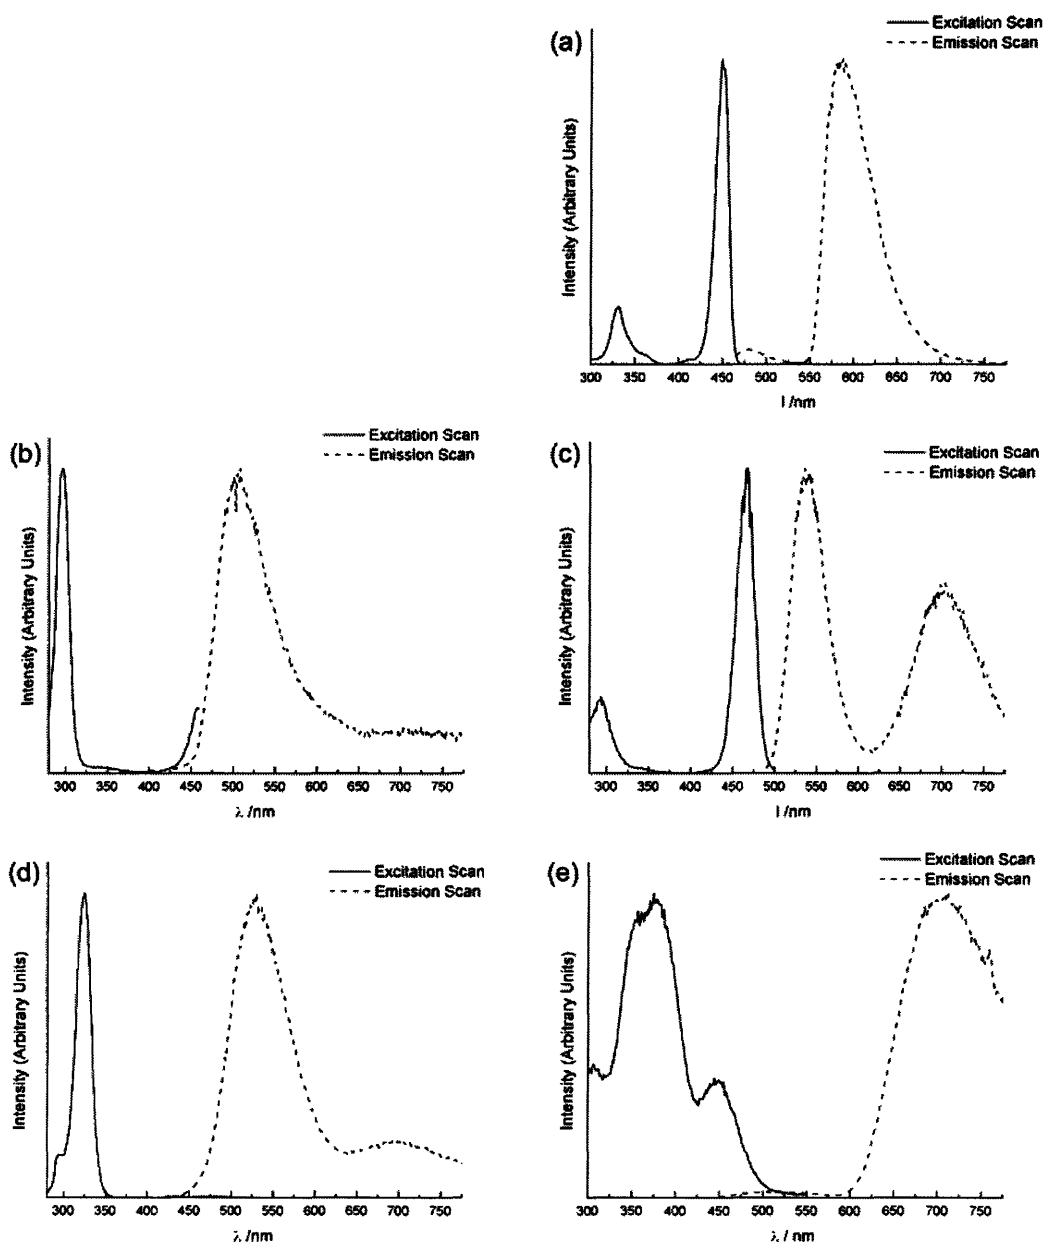 (a)
Excitation Scan
Emission Scan
Intensity (Arbitrary Units)
300 350 400 450 500 550 600 650 700 750
l /nm
(b)
Excitation Scan
Emission Scan
Intensity (Arbitrary Units)
300 350 400 450 500 550 600 650 700 750
λ /nm
(c)
Excitation Scan
Emission Scan
Intensity (Arbitrary Units)
300 350 400 450 500 550 600 650 700 750
l /nm
(d)
Excitation Scan
Emission Scan
Intensity (Arbitrary Units)
300 350 400 450 500 550 600 650 700 750
λ /nm
(e)
Excitation Scan
Emission Scan
Intensity (Arbitrary Units)
300 350 400 450 500 550 600 650 700 750
λ / nm